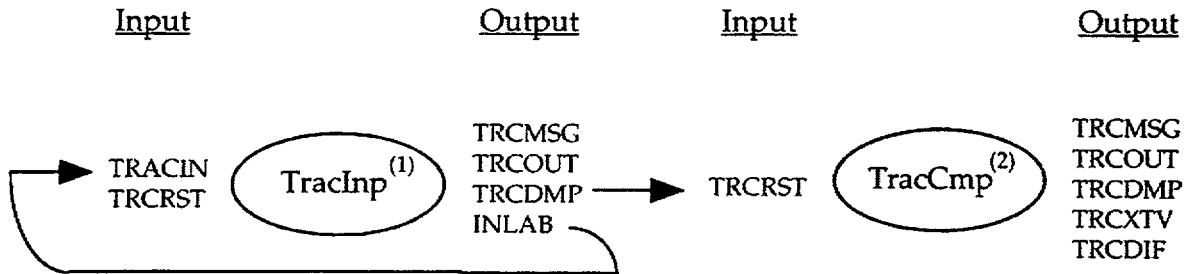 Input
Output
Input
Output
TRACIN
TRCRST
TracInp(1)
TRCMSG
TRCOUT
TRCDMP
INLAB
TRCRST
TracCmp(2)
TRCMSG
TRCOUT
TRCDMP
TRCXTV
TRCDIF